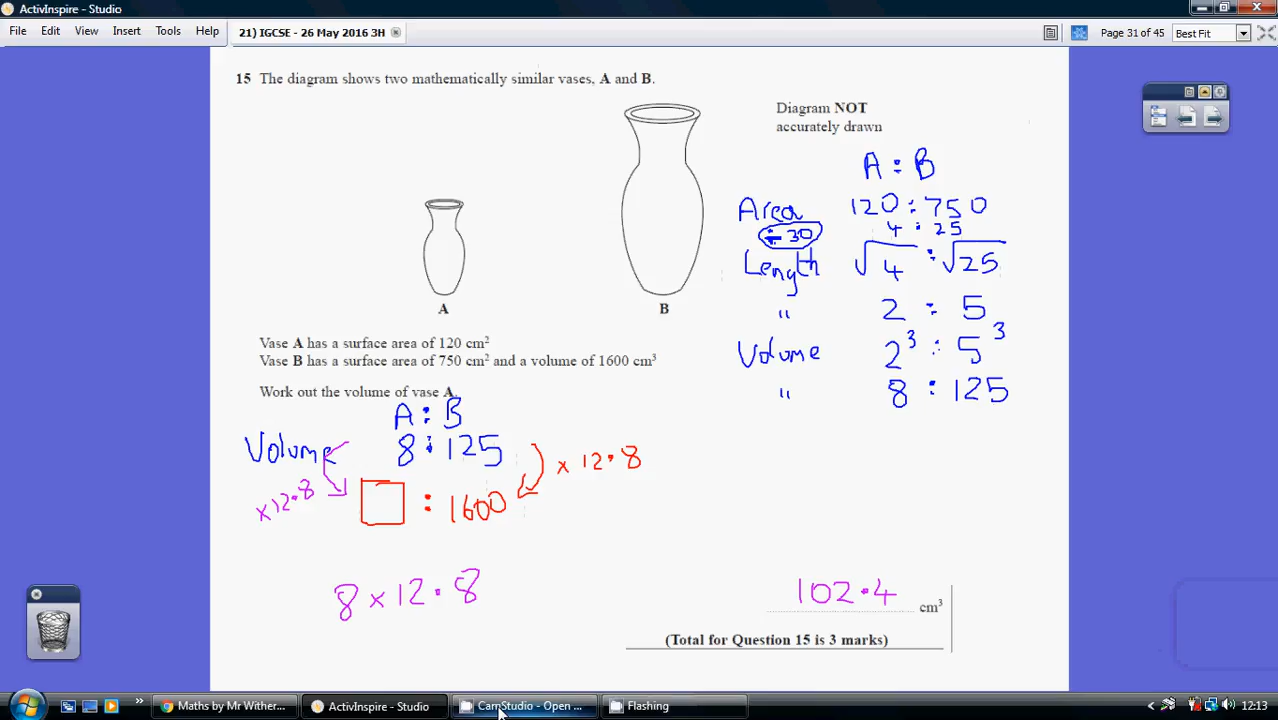 ActivInspire - Studio
File Edit View Insert Tools Help
21) IGCSE - 26 May 2016 3H
Page 31 of 45
Best Fit
15 The diagram shows two mathematically similar vases, A and B.
Diagram NOT
accurately drawn
A
B
A : B
Area 120 : 750
÷ 30 4 : 25
Length √4 : √25
" 2 : 5
Volume 2³ : 5³
" 8 : 125
Vase A has a surface area of 120 cm²
Vase B has a surface area of 750 cm² and a volume of 1600 cm³
Work out the volume of vase A.
A : B
Volume 8 : 125
×12.8 : 1600 ×12.8
8 × 12.8
102.4 cm³
(Total for Question 15 is 3 marks)
Maths by Mr Wither...
ActivInspire - Studio
CamStudio - Open ...
Flashing
12:13